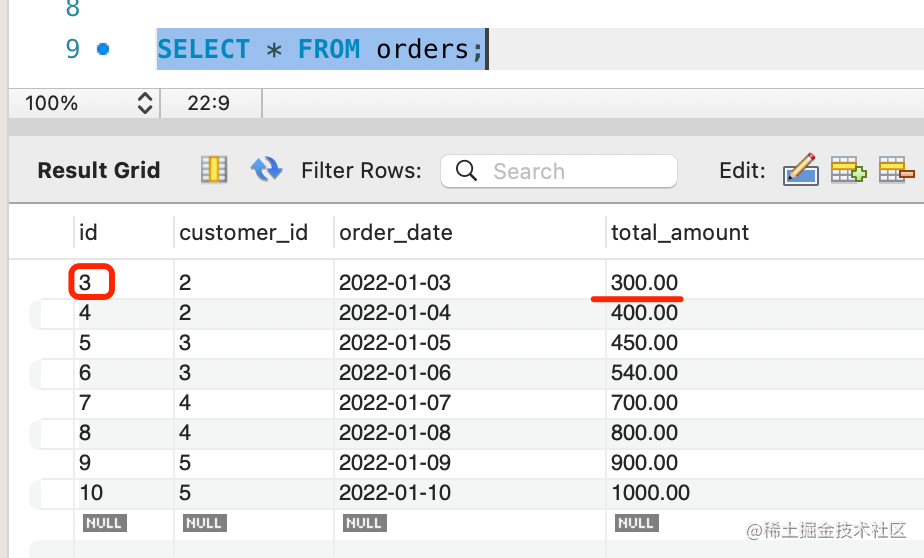 8
9 SELECT * FROM orders;
100% 22:9
Result Grid Filter Rows: Search Edit:
id customer_id order_date total_amount
3 2 2022-01-03 300.00
4 2 2022-01-04 400.00
5 3 2022-01-05 450.00
6 3 2022-01-06 540.00
7 4 2022-01-07 700.00
8 4 2022-01-08 800.00
9 5 2022-01-09 900.00
10 5 2022-01-10 1000.00
NULL NULL NULL NULL
@稀土掘金技术社区